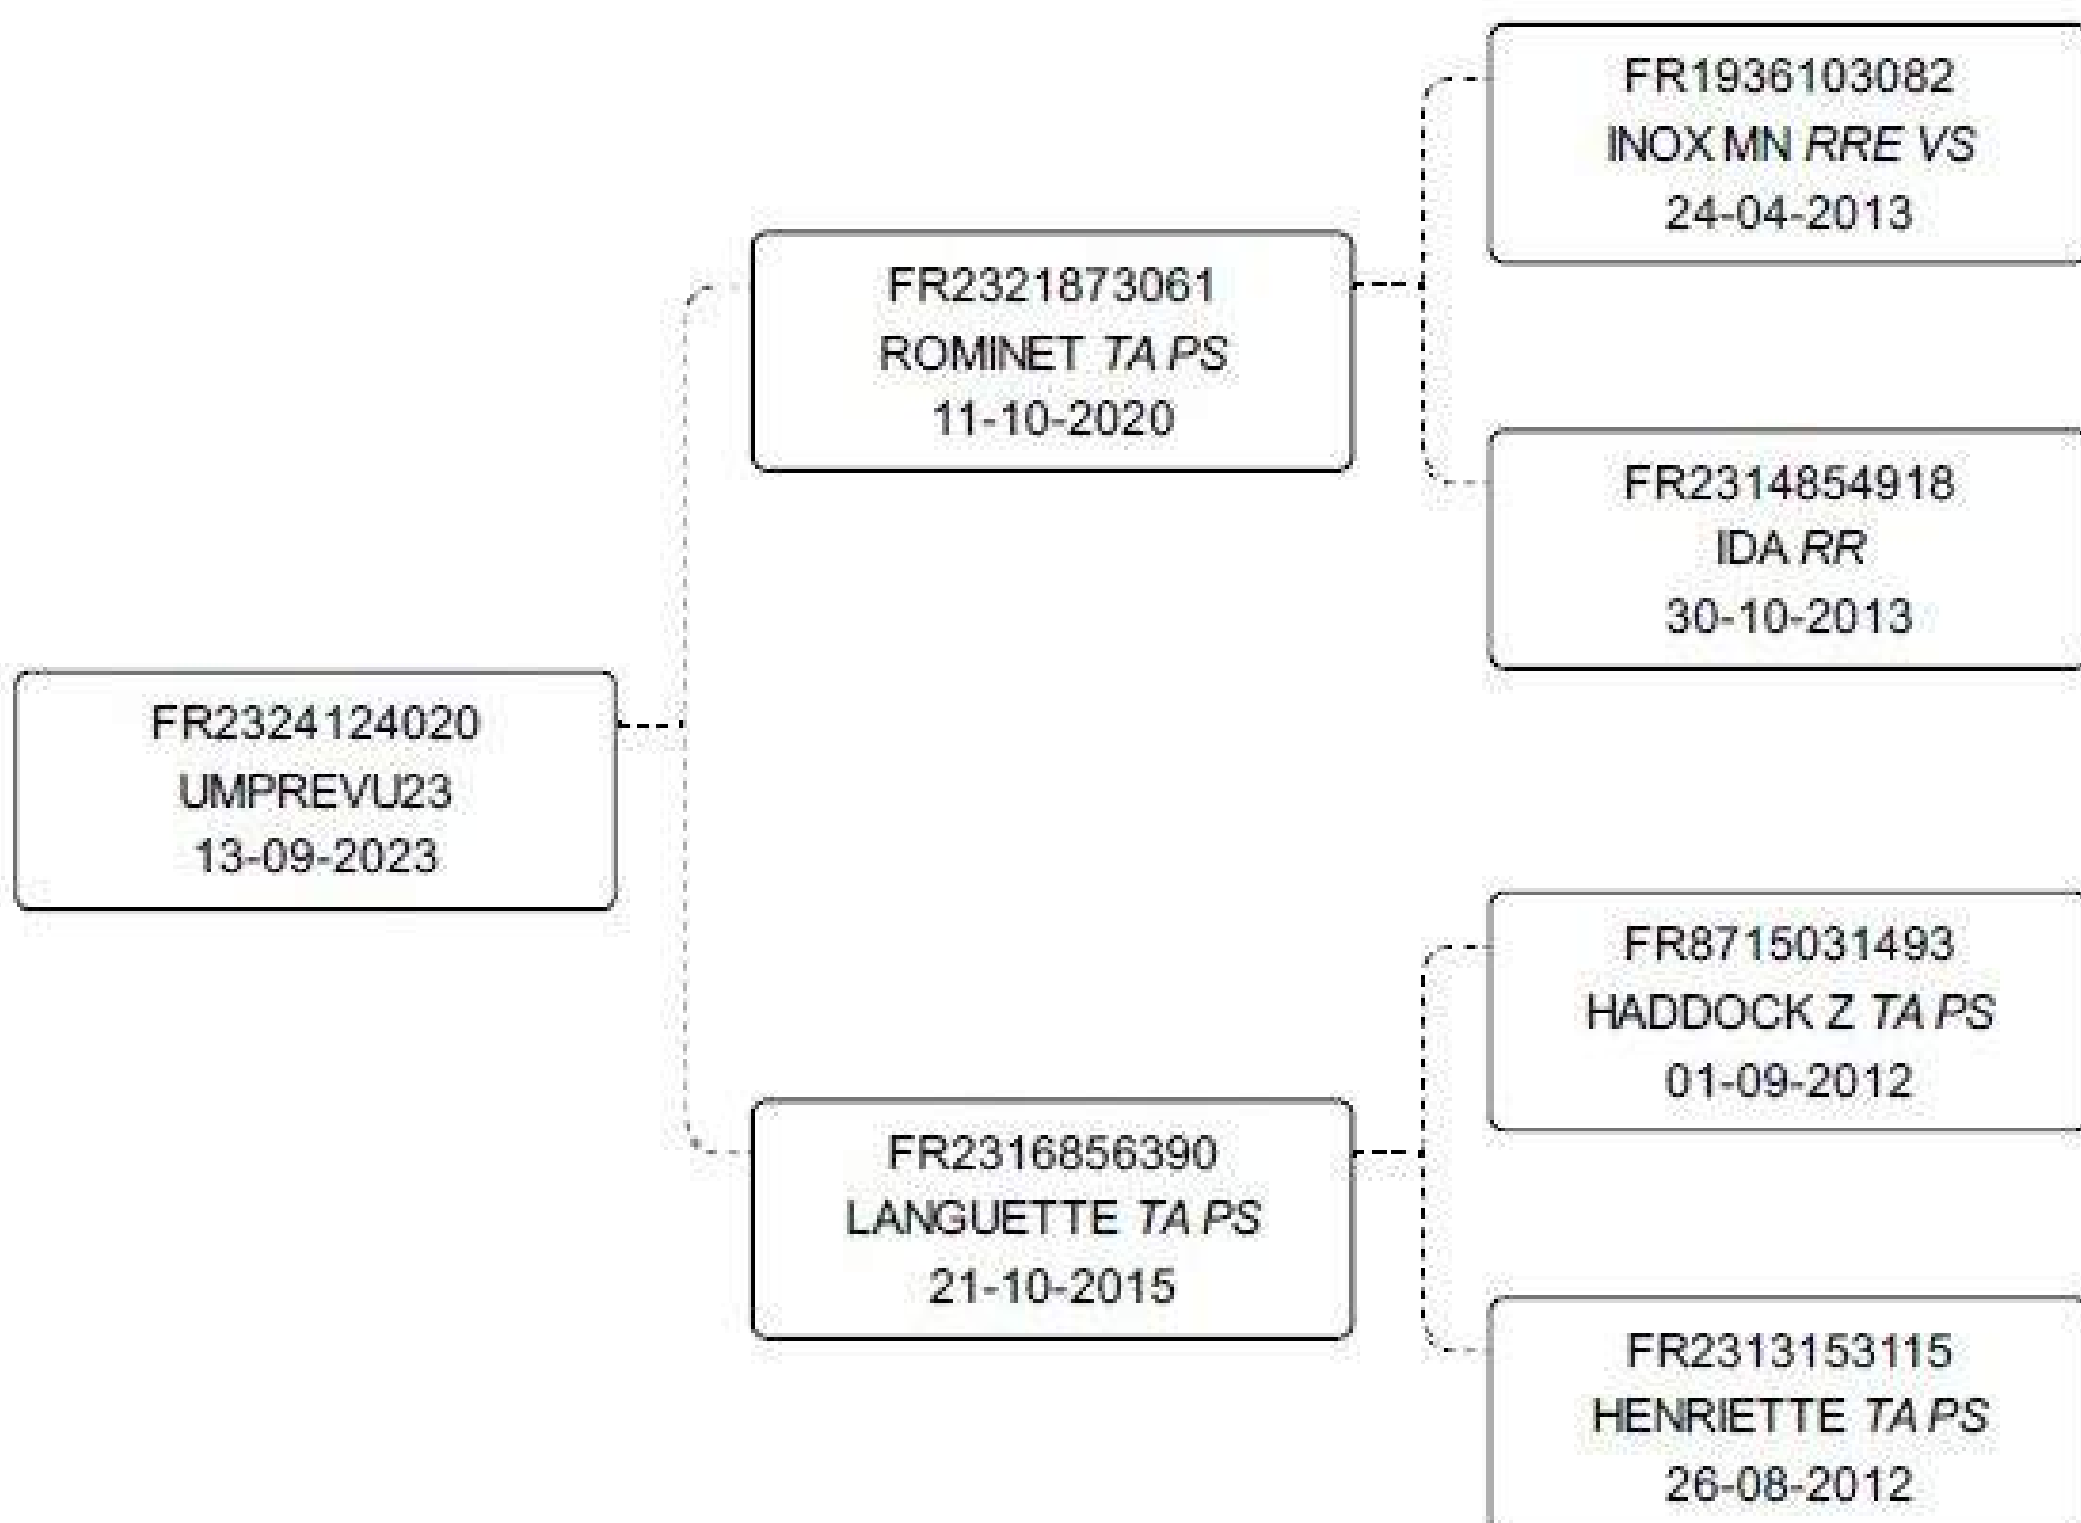 FR1936103082
INOX MN RRE VS
24-04-2013
FR2321873061
ROMINET TA PS
11-10-2020
FR2314854918
IDA RR
30-10-2013
FR2324124020
UMPREVU23
13-09-2023
FR8715031493
HADDOCK Z TA PS
01-09-2012
FR2316856390
LANGUETTE TA PS
21-10-2015
FR2313153115
HENRIETTE TA PS
26-08-2012